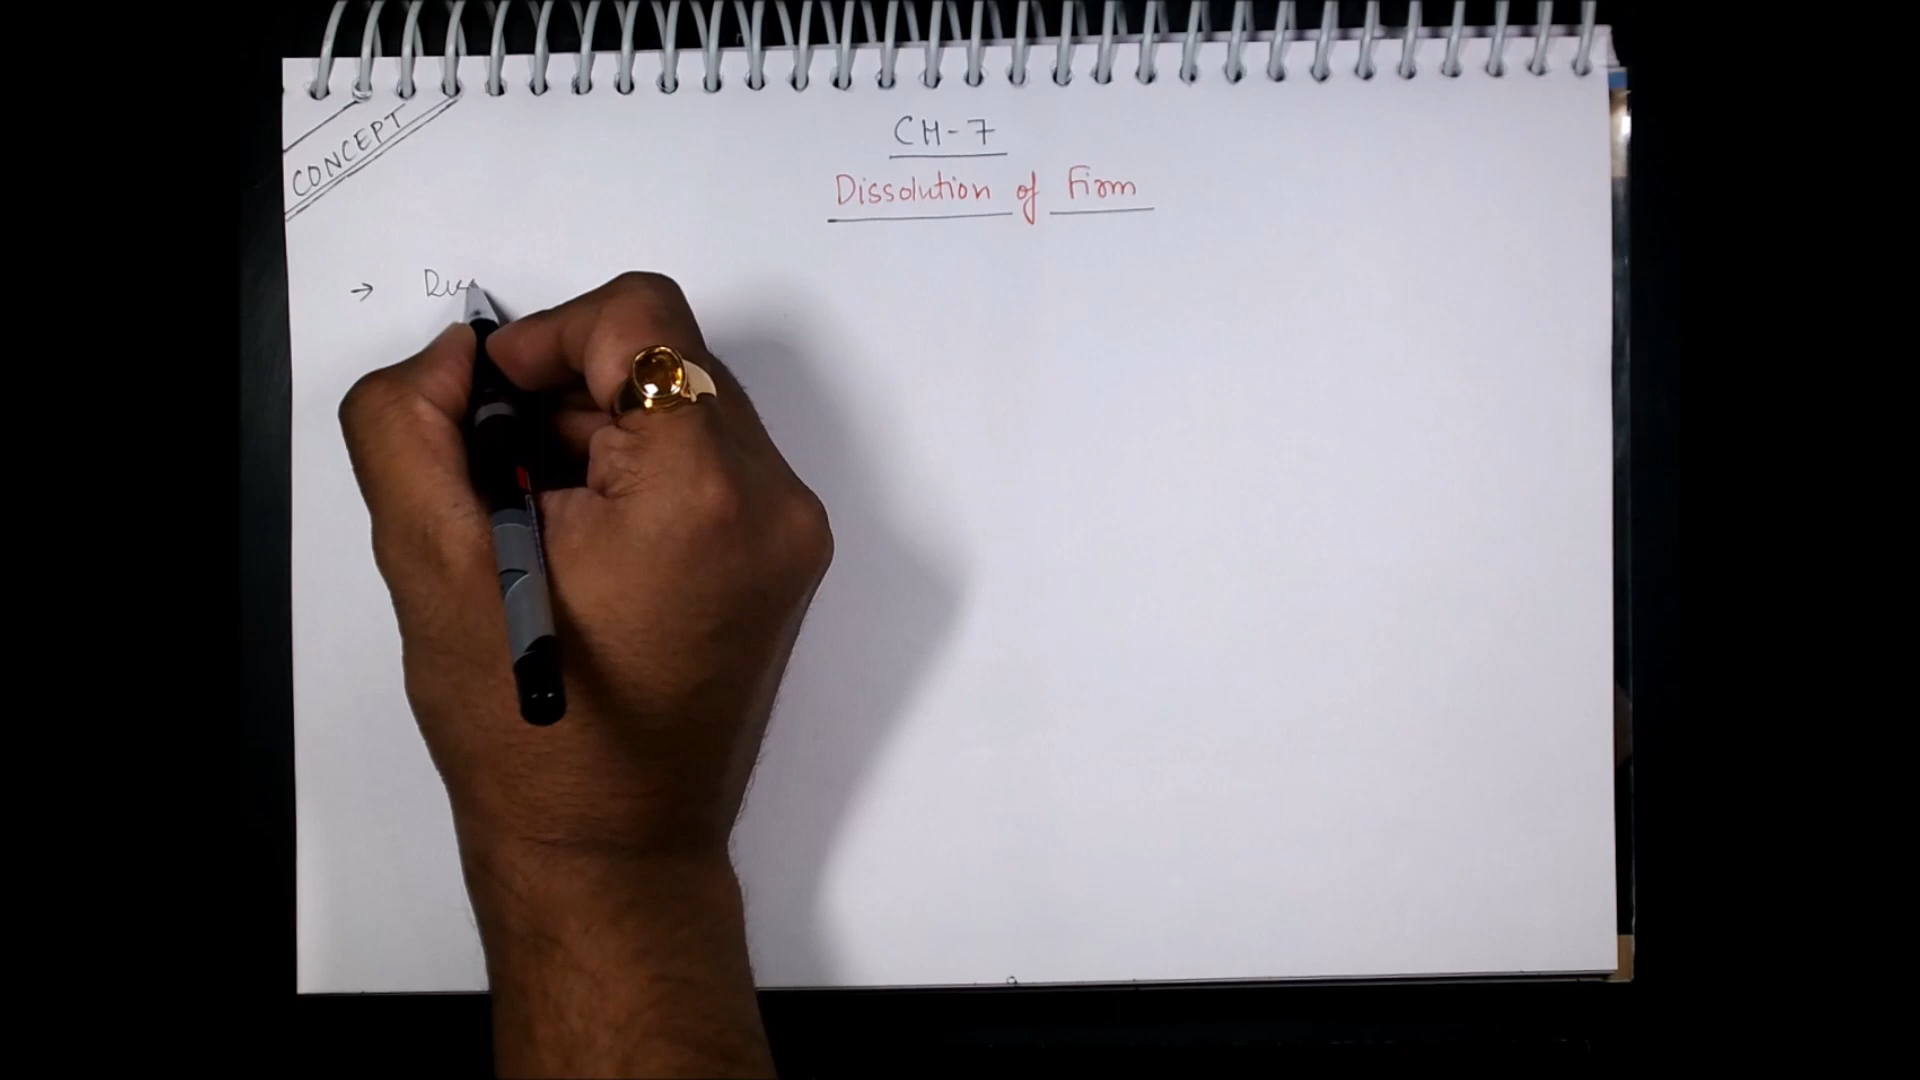 CONCEPT
CH-7
Dissolution of Firm
→